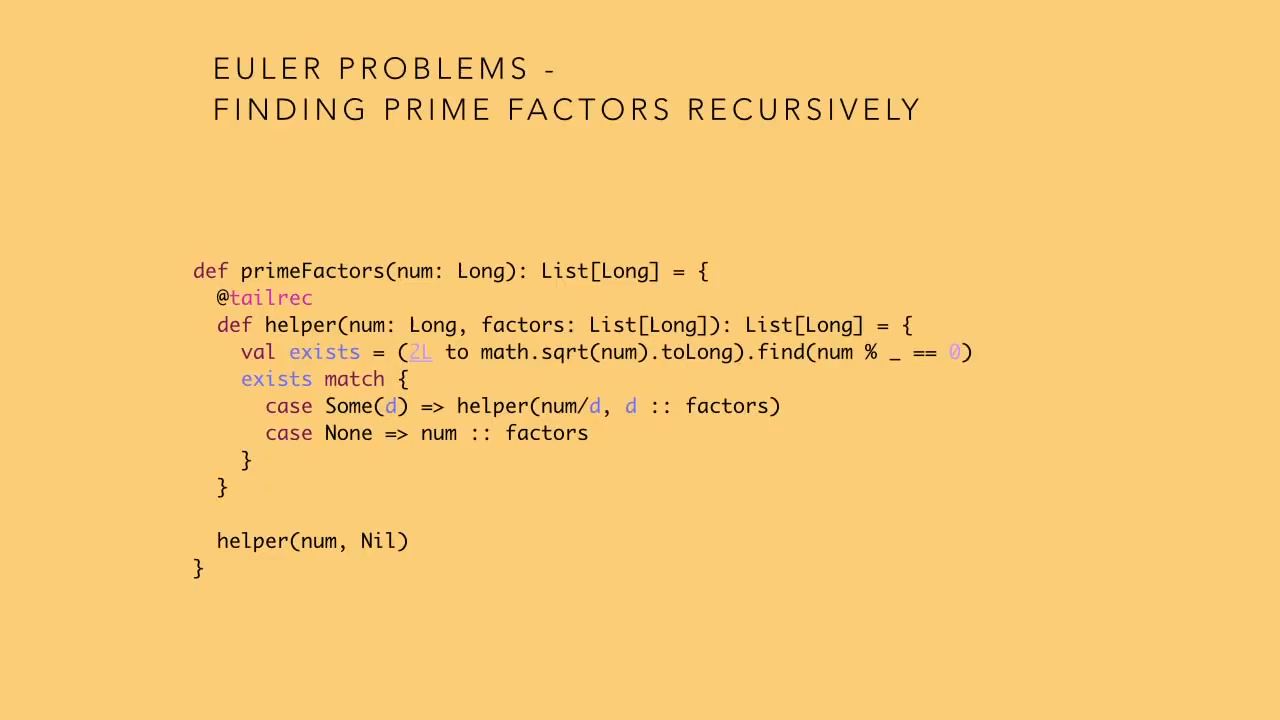 EULER PROBLEMS -
FINDING PRIME FACTORS RECURSIVELY
def primeFactors(num: Long): List[Long] = {
  @tailrec
  def helper(num: Long, factors: List[Long]): List[Long] = {
    val exists = (2L to math.sqrt(num).toLong).find(num % _ == 0)
    exists match {
      case Some(d) => helper(num/d, d :: factors)
      case None => num :: factors
    }
  }
  helper(num, Nil)
}